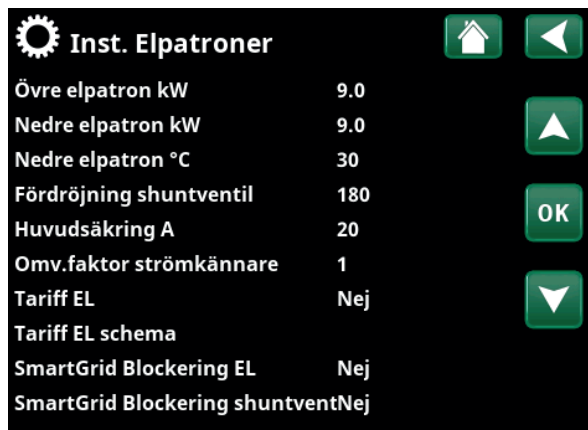 Inst. Elpatroner
Övre elpatron kW 9.0
Nedre elpatron kW 9.0
Nedre elpatron °C 30
Fördröjning shuntventil 180
Huvudsäkring A 20
OK
Omv.faktor strömkännare 1
Tariff EL Nej
Tariff EL schema
SmartGrid Blockering EL Nej
SmartGrid Blockering shuntventNej